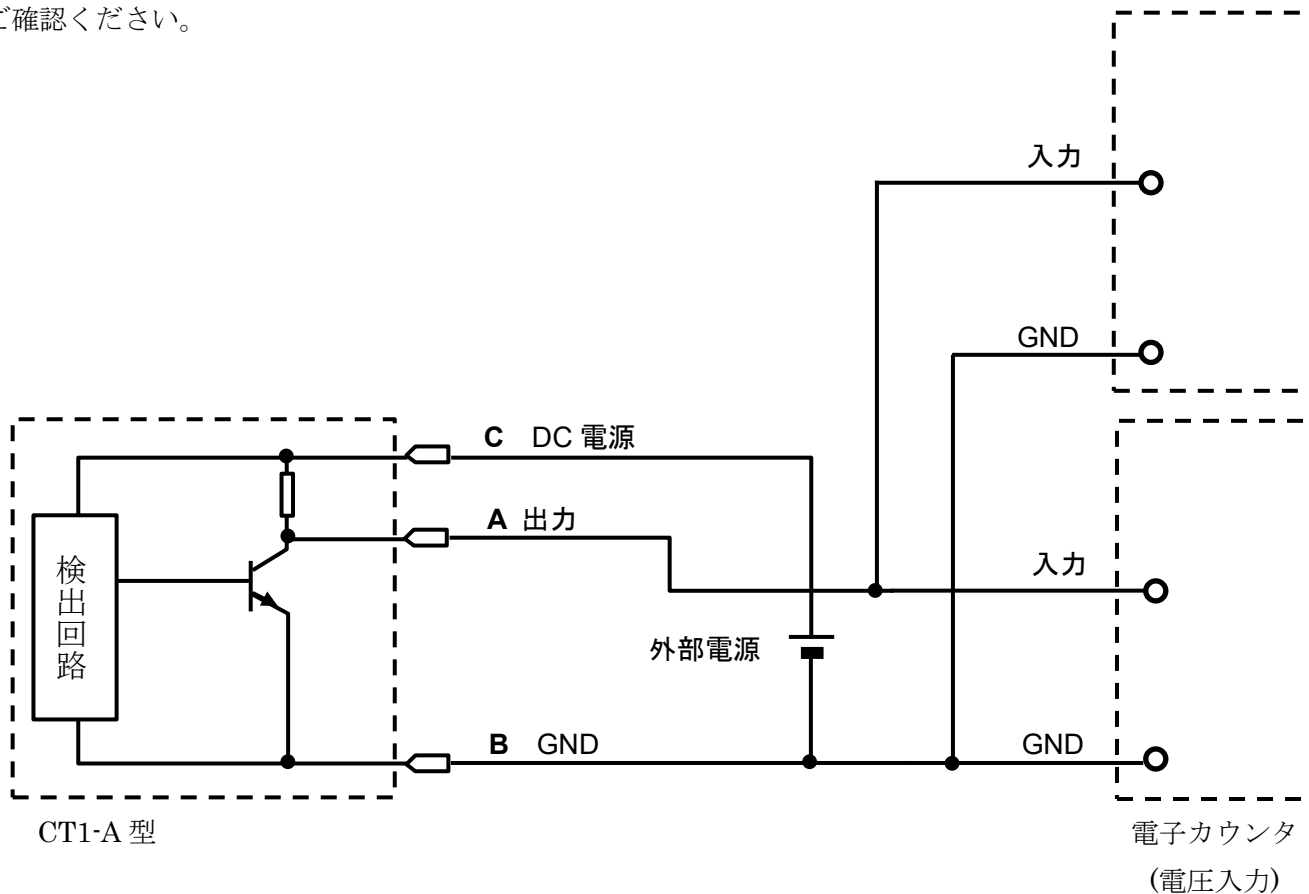 ご確認ください。
入力
GND
C DC 電源
A 出力
入力
検出回路
外部電源
B GND
GND
CT1-A 型
電子カウンタ
(電圧入力)